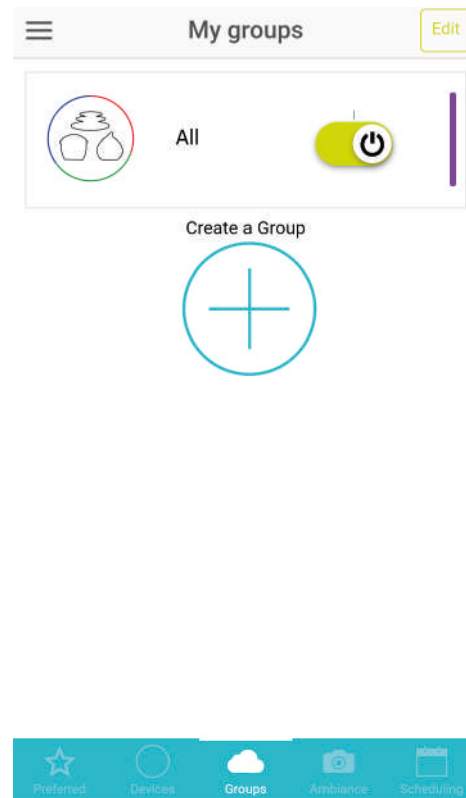 My groups
Edit
All
Create a Group
Preferred
Devices
Groups
Ambiance
Scheduling